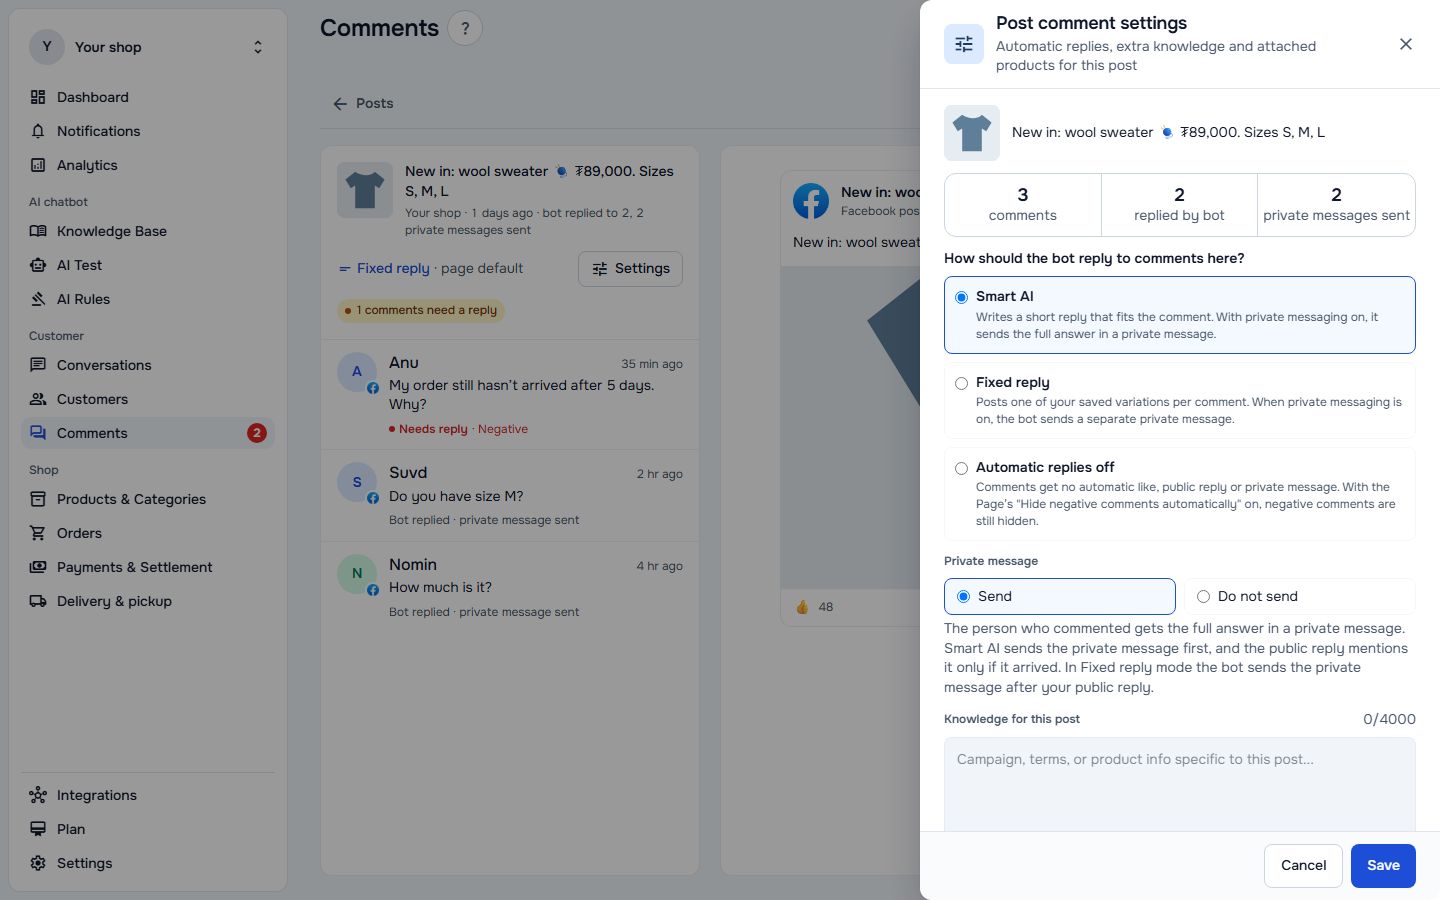 Y
Your shop
Dashboard
Notifications
Analytics
AI chatbot
Knowledge Base
AI Test
AI Rules
Customer
Conversations
Customers
Comments
2
Shop
Products & Categories
Orders
Payments & Settlement
Delivery & pickup
Integrations
Plan
Settings
Comments
?
Posts
New in: wool sweater 🧶 ₮89,000. Sizes
S, M, L
Your shop · 1 days ago · bot replied to 2, 2
private messages sent
Fixed reply · page default
Settings
1 comments need a reply
A
Anu
35 min ago
My order still hasn't arrived after 5 days.
Why?
Needs reply · Negative
S
Suvd
2 hr ago
Do you have size M?
Bot replied · private message sent
N
Nomin
4 hr ago
How much is it?
Bot replied · private message sent
New in: woo
Facebook pos
New in: wool sweat
👍 48
Post comment settings
Automatic replies, extra knowledge and attached
products for this post
New in: wool sweater 🧶 ₮89,000. Sizes S, M, L
3
comments
2
replied by bot
2
private messages sent
How should the bot reply to comments here?
Smart AI
Writes a short reply that fits the comment. With private messaging on, it
sends the full answer in a private message.
Fixed reply
Posts one of your saved variations per comment. When private messaging is
on, the bot sends a separate private message.
Automatic replies off
Comments get no automatic like, public reply or private message. With the
Page's "Hide negative comments automatically" on, negative comments are
still hidden.
Private message
Send
Do not send
The person who commented gets the full answer in a private message.
Smart AI sends the private message first, and the public reply mentions
it only if it arrived. In Fixed reply mode the bot sends the private
message after your public reply.
Knowledge for this post
0/4000
Campaign, terms, or product info specific to this post...
Cancel
Save